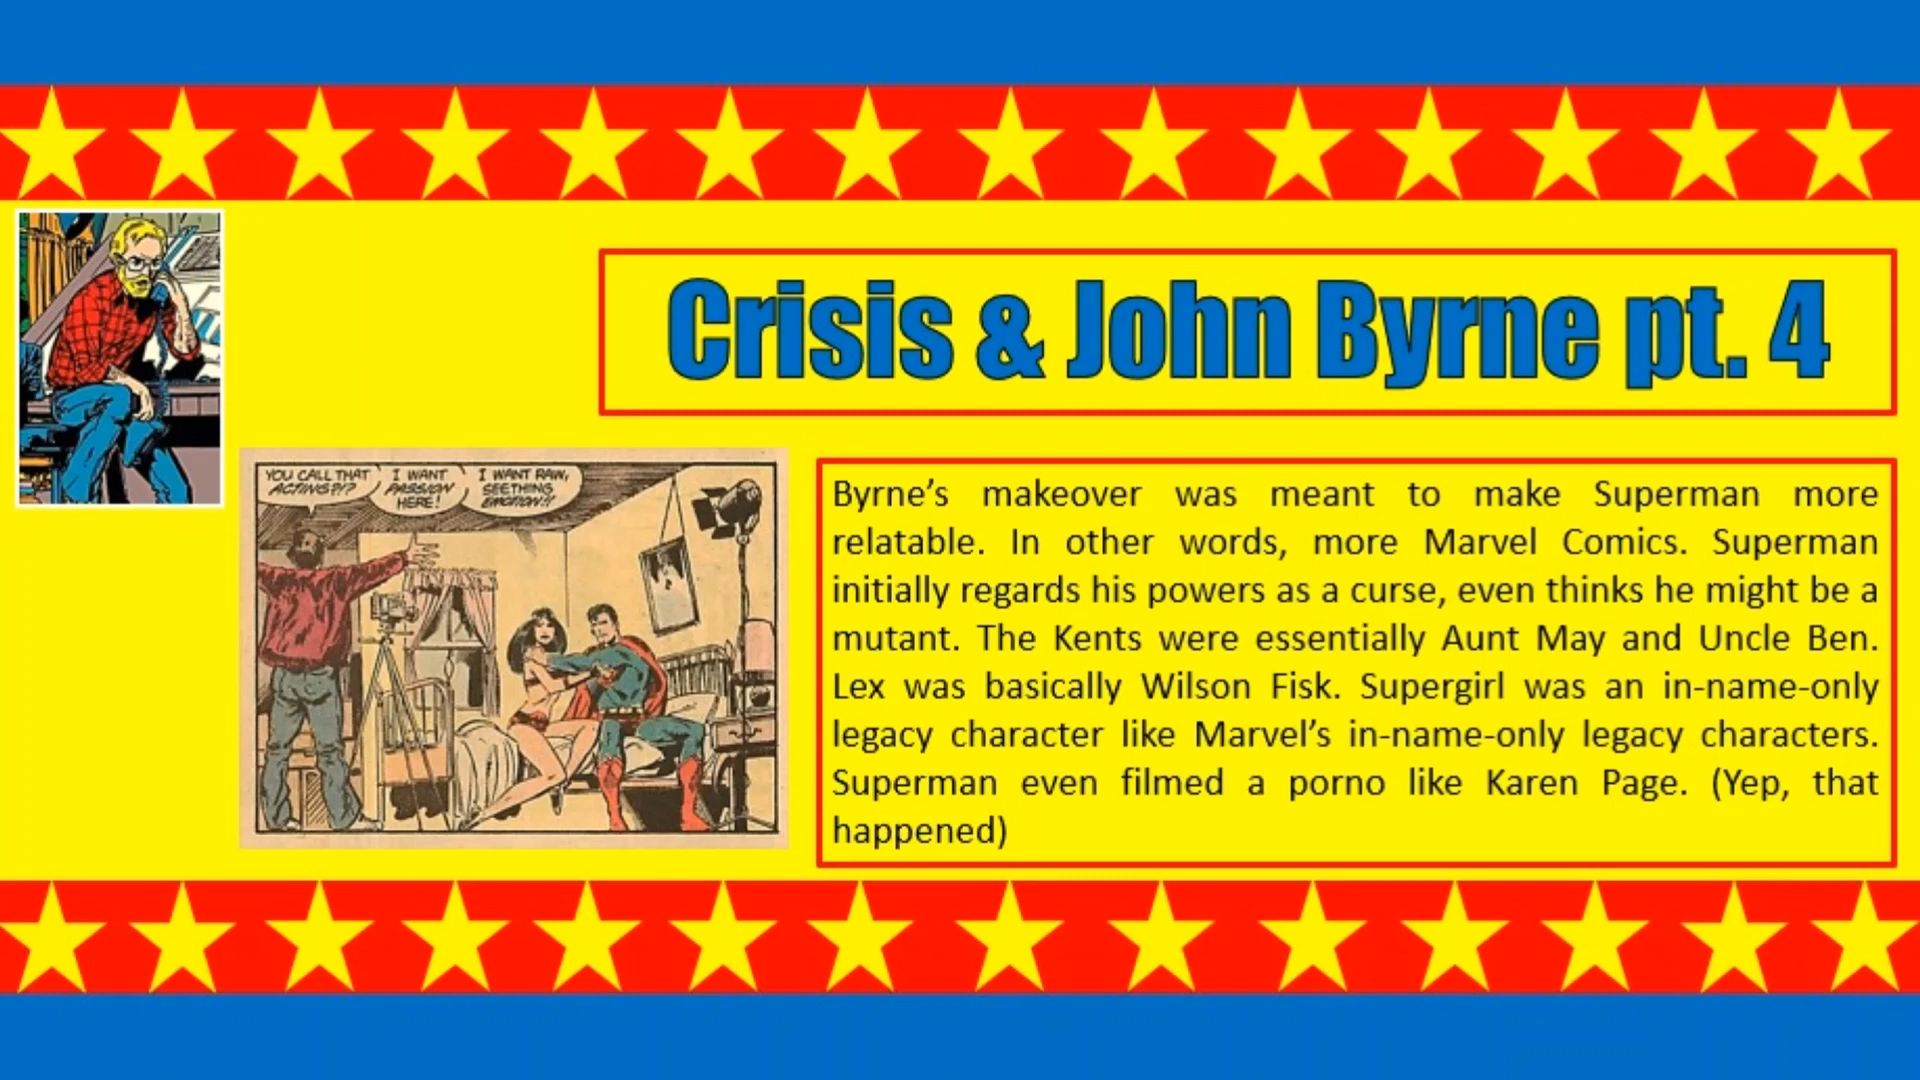 Crisis & John Byrne pt. 4
YOU CALL THAT
ACTING?!?
I WANT
PASSION
HERE!
I WANT RAW,
SEETHING
EMOTION!!
Byrne's makeover was meant to make Superman more
relatable. In other words, more Marvel Comics. Superman
initially regards his powers as a curse, even thinks he might be a
mutant. The Kents were essentially Aunt May and Uncle Ben.
Lex was basically Wilson Fisk. Supergirl was an in-name-only
legacy character like Marvel's in-name-only legacy characters.
Superman even filmed a porno like Karen Page. (Yep, that
happened)